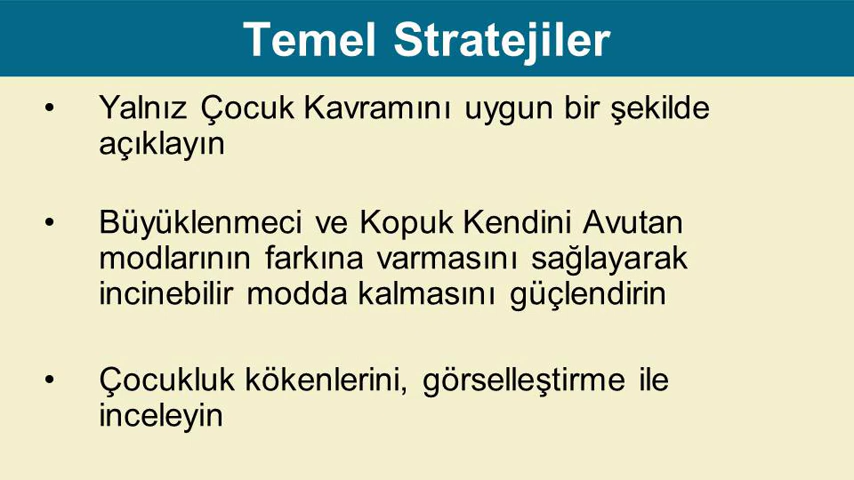 Temel Stratejiler
• Yalnız Çocuk Kavramını uygun bir şekilde
açıklayın
• Büyüklenmeci ve Kopuk Kendini Avutan
modlarının farkına varmasını sağlayarak
incinebilir modda kalmasını güçlendirin
• Çocukluk kökenlerini, görselleştirme ile
inceleyin